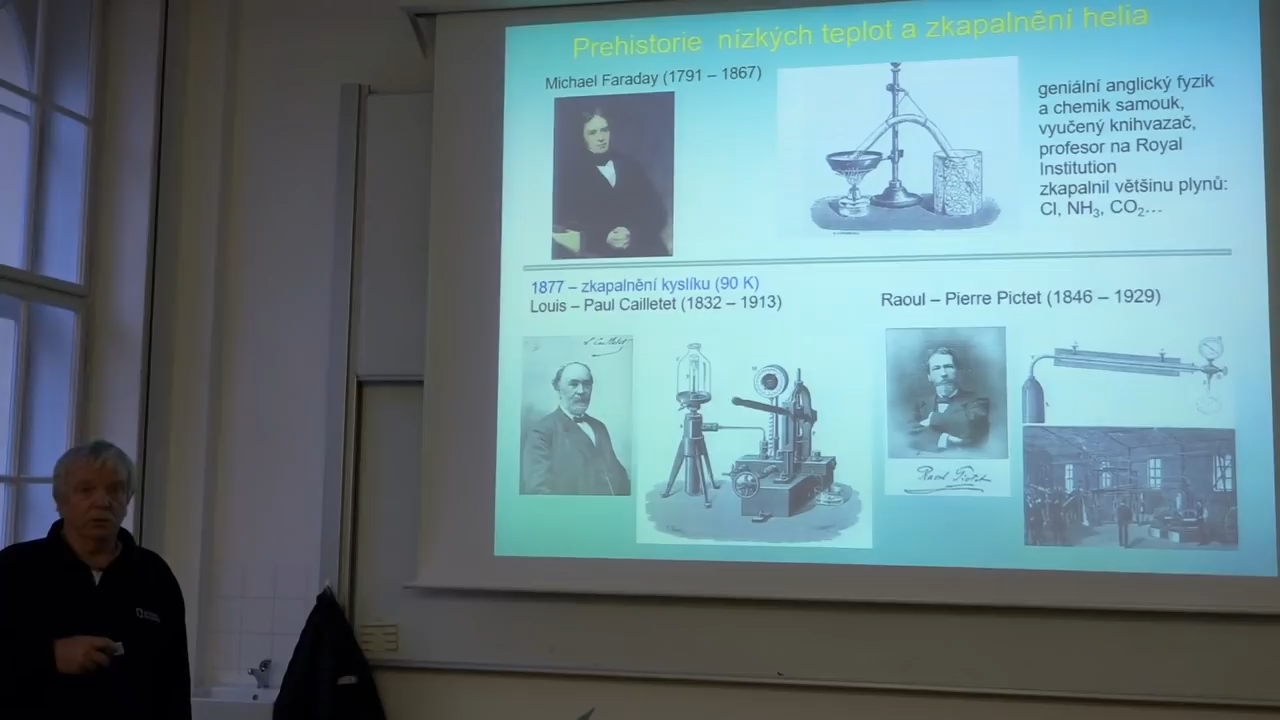 Prehistorie nízkých teplot a zkapalnění helia
Michael Faraday (1791 – 1867)
geniální anglický fyzik
a chemik samouk,
vyučený knihvazač,
profesor na Royal
Institution
zkapalnil většinu plynů:
Cl, NH₃, CO₂…
1877 – zkapalnění kyslíku (90 K)
Louis – Paul Cailletet (1832 – 1913)
Raoul – Pierre Pictet (1846 – 1929)
Raoul Pictet